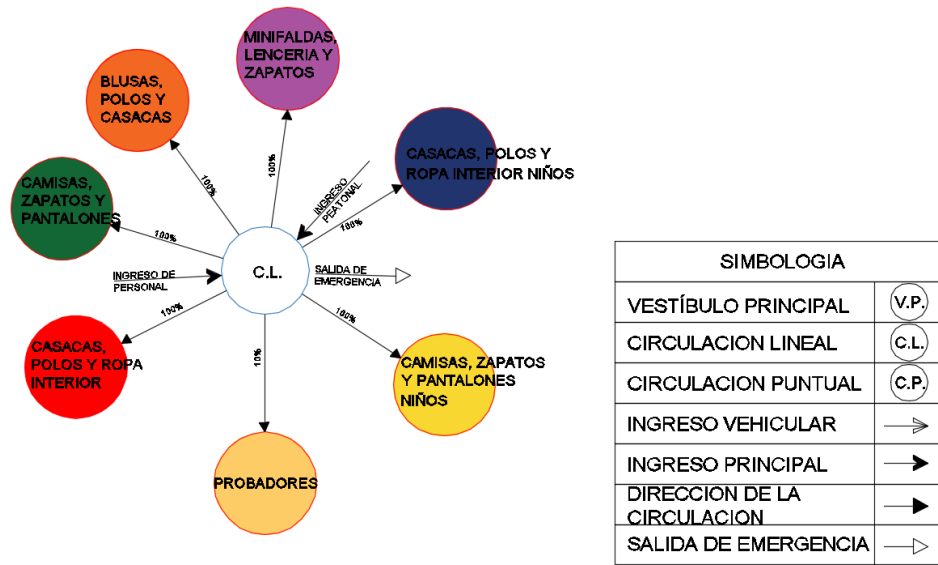 MINIFALDAS,
LENCERIA Y
ZAPATOS
BLUSAS,
POLOS Y
CASACAS
CASACAS, POLOS Y
ROPA INTERIOR NIÑOS
CAMISAS,
ZAPATOS Y
PANTALONES
100%
100%
100%
100%
INGRESO
PEATONAL
INGRESO DE
PERSONAL
C.L.
SALIDA DE
EMERGENCIA
100%
100%
10%
CASACAS,
POLOS Y ROPA
INTERIOR
CAMISAS, ZAPATOS
Y PANTALONES
NIÑOS
PROBADORES
SIMBOLOGIA
VESTÍBULO PRINCIPAL V.P.
CIRCULACION LINEAL C.L.
CIRCULACION PUNTUAL C.P.
INGRESO VEHICULAR
INGRESO PRINCIPAL
DIRECCION DE LA
CIRCULACION
SALIDA DE EMERGENCIA